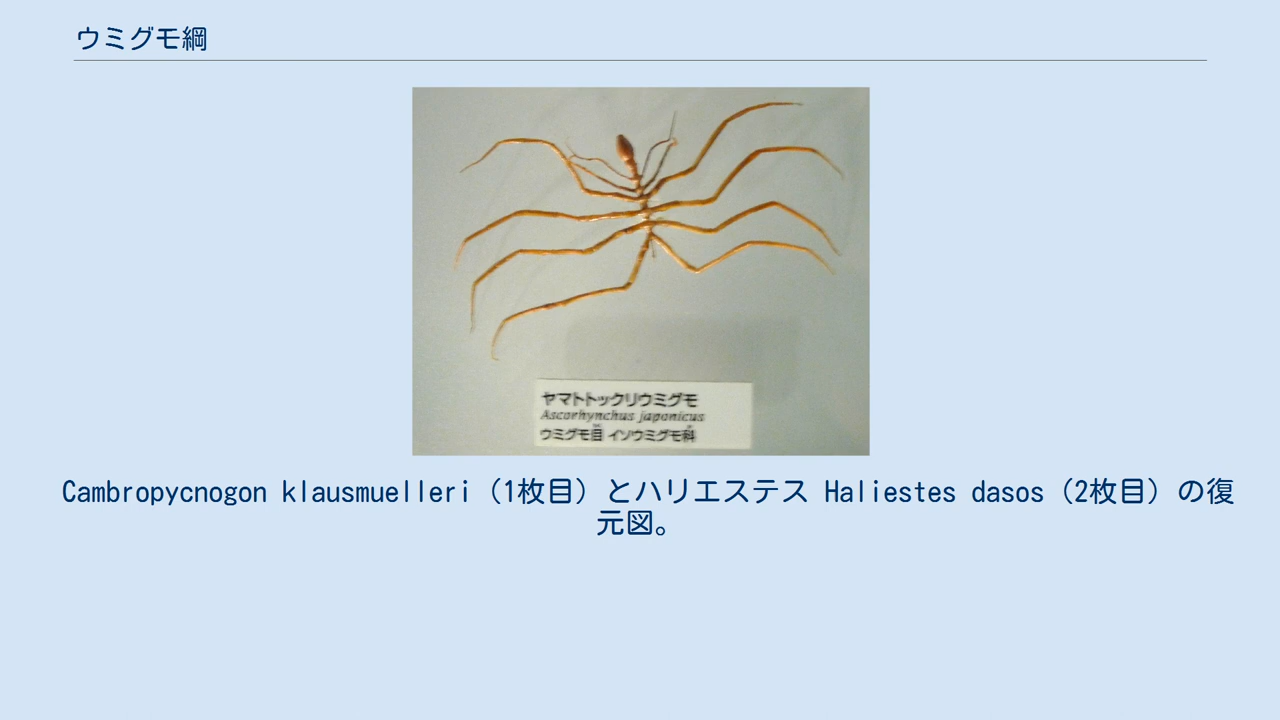 ウミグモ綱
ヤマトトックリウミグモ
Ascorhynchus japonicus
ウミグモ目 イソウミグモ科
Cambropycnogon klausmuelleri（1枚目）とハリエステス Haliestes dasos（2枚目）の復
元図。